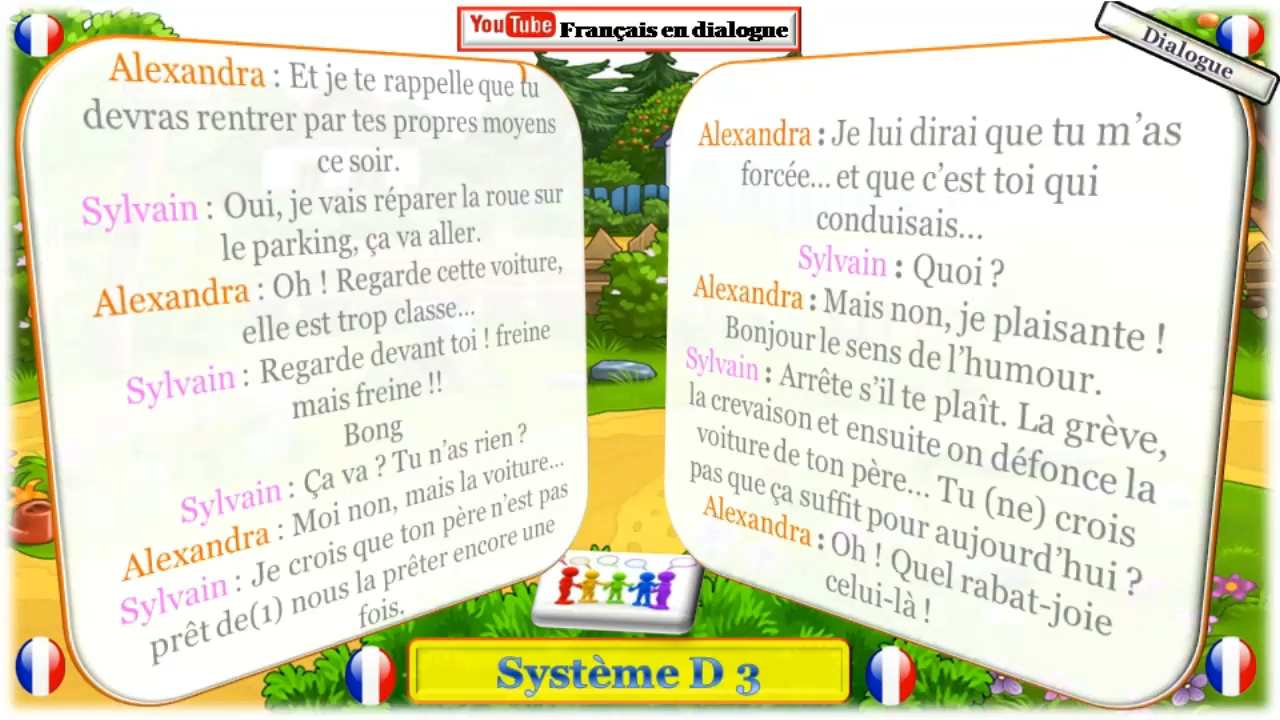 YouTube Français en dialogue
Dialogue
Alexandra : Et je te rappelle que tu
devras rentrer par tes propres moyens
ce soir.
Sylvain : Oui, je vais réparer la roue sur
le parking, ça va aller.
Alexandra : Oh ! Regarde cette voiture,
elle est trop classe...
Sylvain : Regarde devant toi ! freine
mais freine !!
Bong
Sylvain : Ça va ? Tu n'as rien ?
Alexandra : Moi non, mais la voiture...
Sylvain : Je crois que ton père n'est pas
prêt de(1) nous la prêter encore une
fois.
Alexandra : Je lui dirai que tu m'as
forcée... et que c'est toi qui
conduisais...
Sylvain : Quoi ?
Alexandra : Mais non, je plaisante !
Bonjour le sens de l'humour.
Sylvain : Arrête s'il te plaît. La grève,
la crevaison et ensuite on défonce la
voiture de ton père... Tu (ne) crois
pas que ça suffit pour aujourd'hui ?
Alexandra : Oh ! Quel rabat-joie
celui-là !
Système D 3